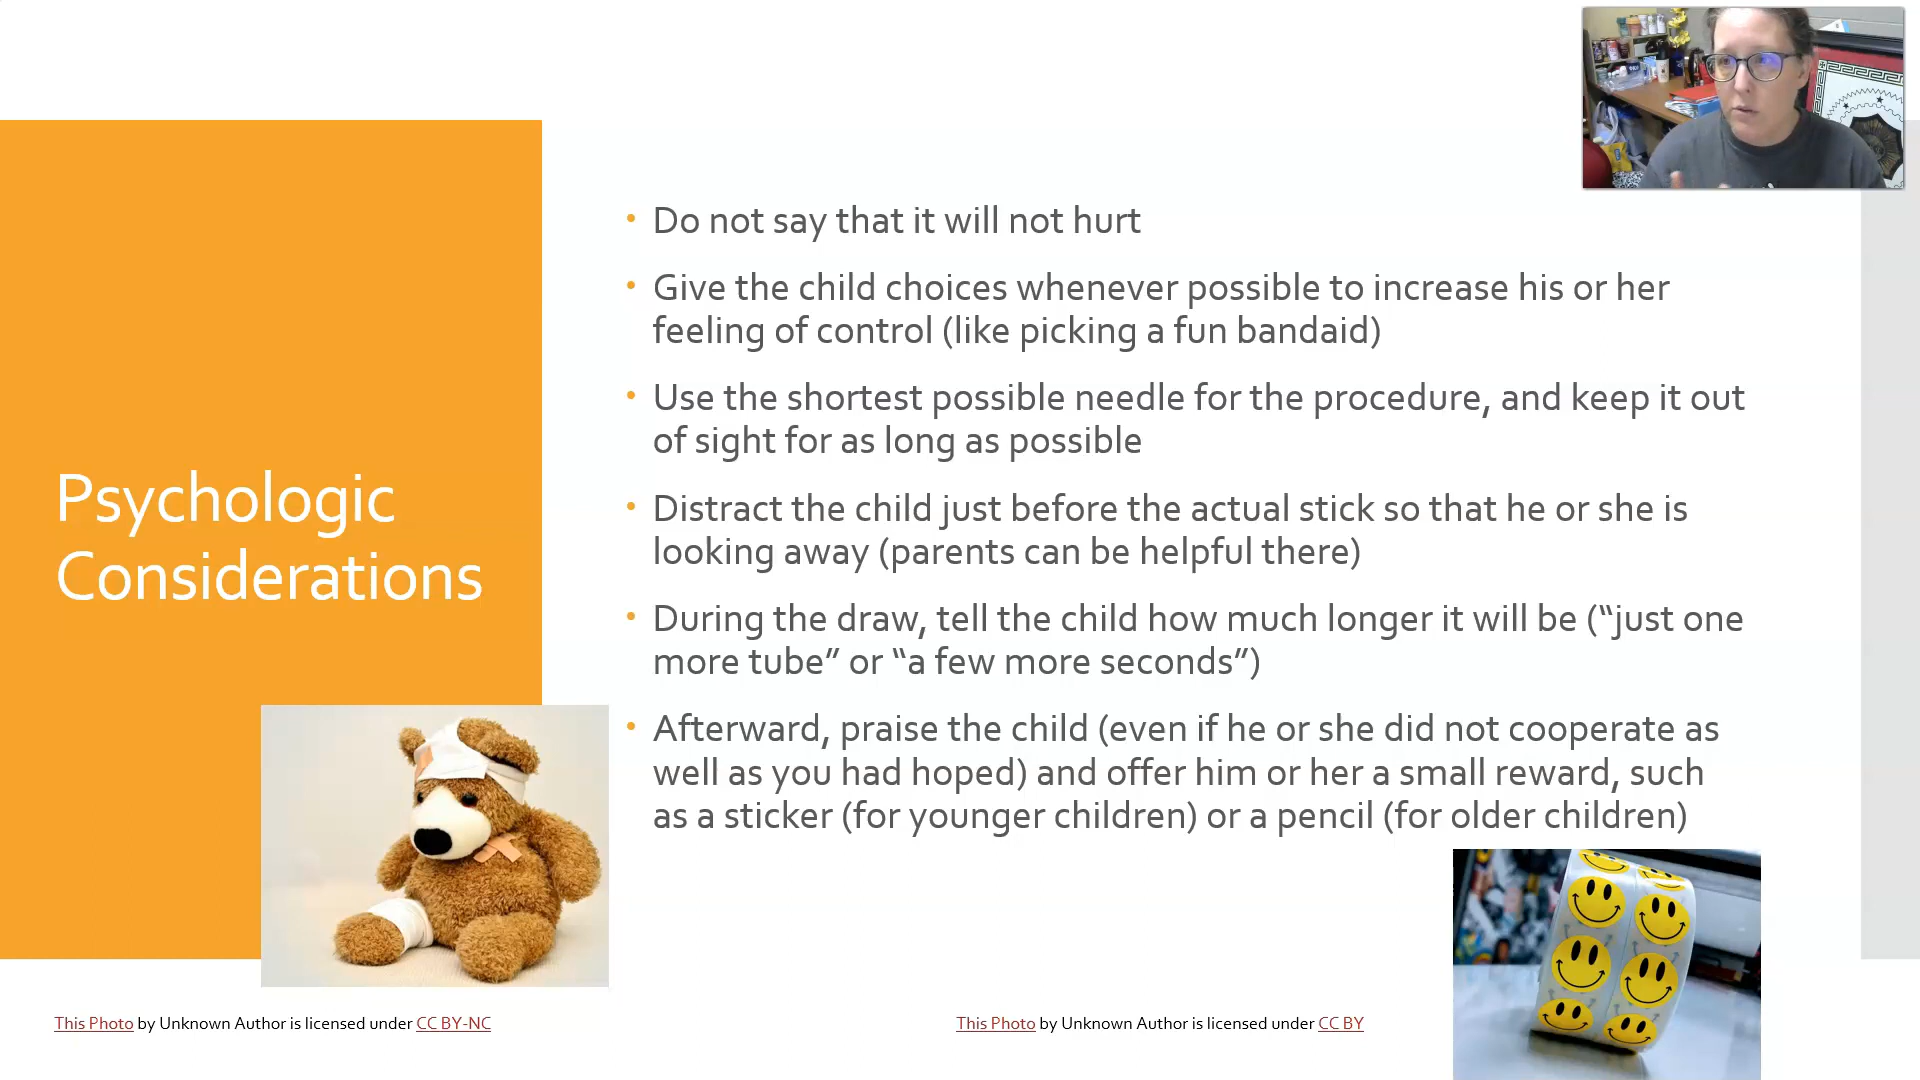 Psychologic
Considerations
• Do not say that it will not hurt
• Give the child choices whenever possible to increase his or her
feeling of control (like picking a fun bandaid)
• Use the shortest possible needle for the procedure, and keep it out
of sight for as long as possible
• Distract the child just before the actual stick so that he or she is
looking away (parents can be helpful there)
• During the draw, tell the child how much longer it will be (“just one
more tube” or “a few more seconds”)
• Afterward, praise the child (even if he or she did not cooperate as
well as you had hoped) and offer him or her a small reward, such
as a sticker (for younger children) or a pencil (for older children)
This Photo by Unknown Author is licensed under CC BY-NC
This Photo by Unknown Author is licensed under CC BY